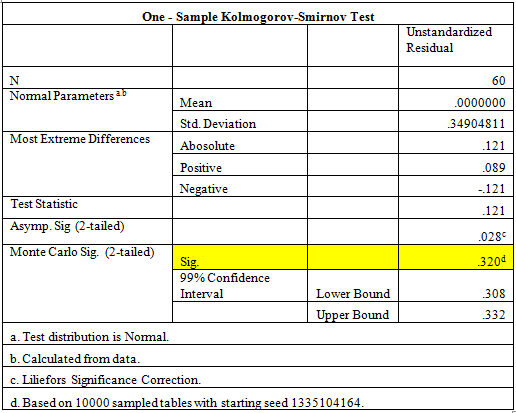 One - Sample Kolmogorov-Smirnov Test
Unstandardized
Residual
N 60
Normal Parameters a.b Mean .0000000
Std. Deviation .34904811
Most Extreme Differences Abosolute .121
Positive .089
Negative -.121
Test Statistic .121
Asymp. Sig (2-tailed) .028c
Monte Carlo Sig. (2-tailed) Sig. .320d
99% Confidence
Interval Lower Bound .308
Upper Bound .332
a. Test distribution is Normal.
b. Calculated from data.
c. Liliefors Significance Correction.
d. Based on 10000 sampled tables with starting seed 1335104164.